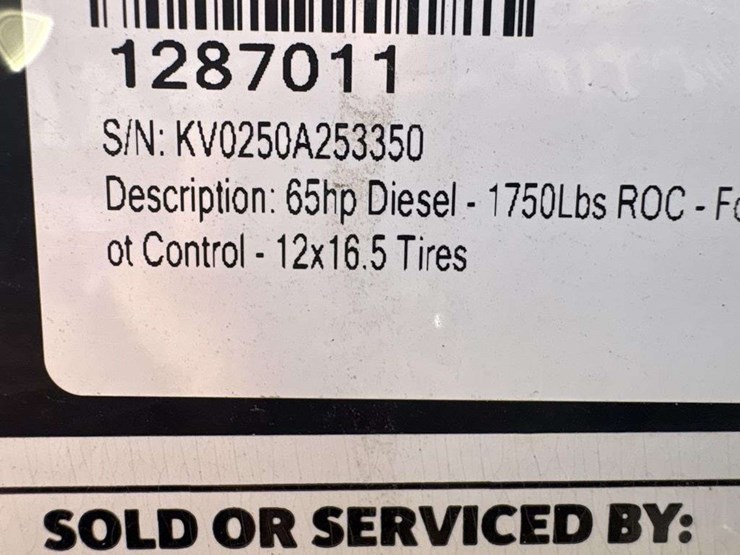 1287011
S/N: KV0250A253350
Description: 65hp Diesel - 1750Lbs ROC - Fo
ot Control - 12x16.5 Tires
SOLD OR SERVICED BY: